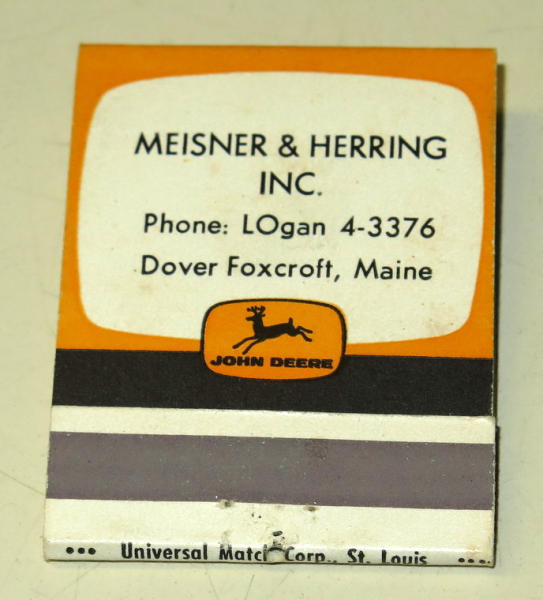 MEISNER & HERRING
INC.
Phone: LOgan 4-3376
Dover Foxcroft, Maine
JOHN DEERE
••• Universal Match Corp., St. Louis •••